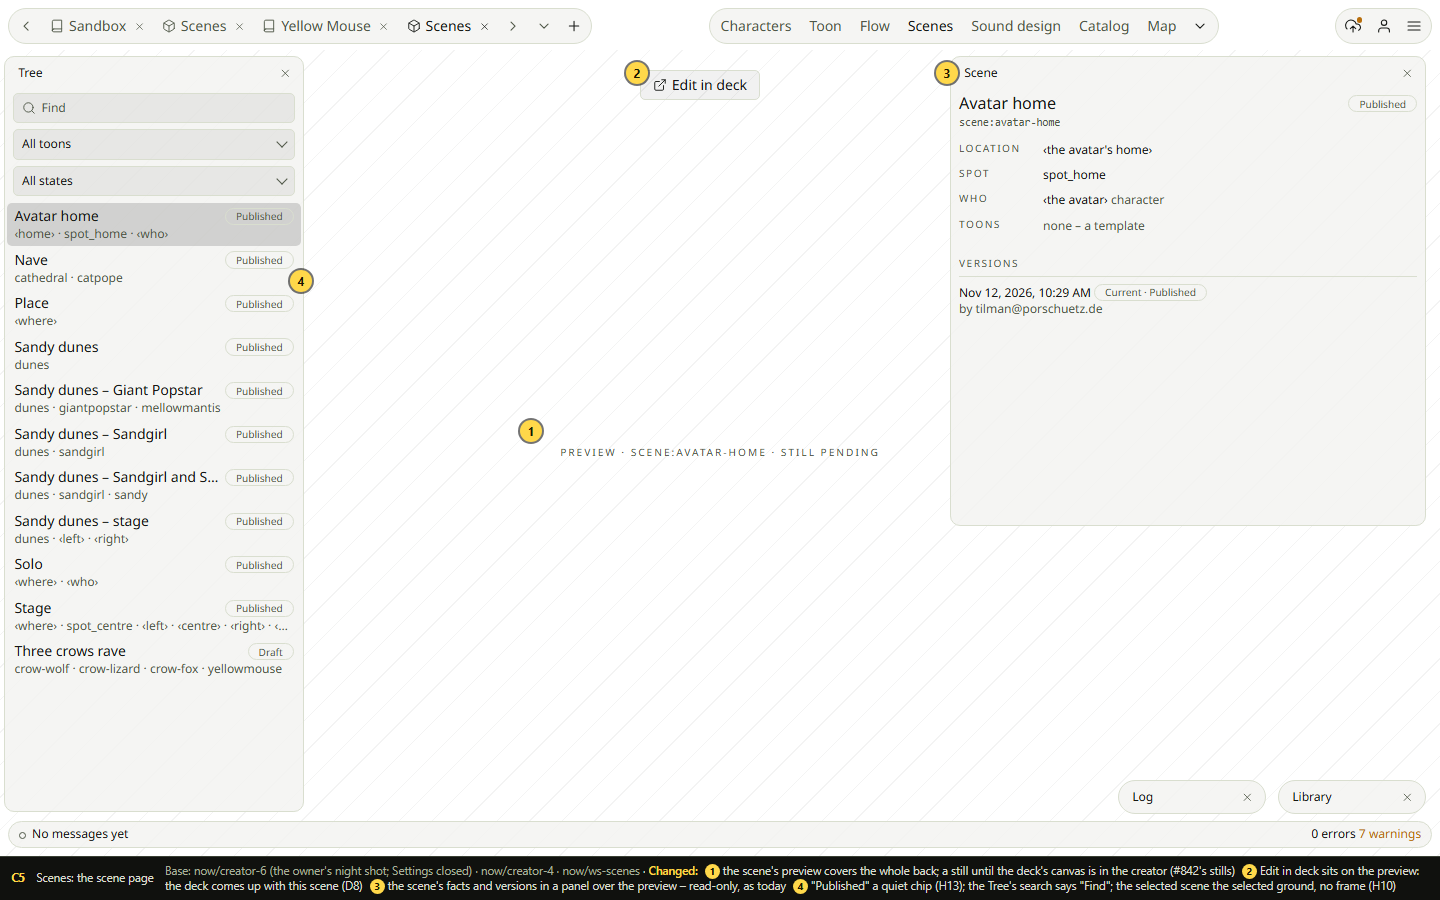 Sandbox × Scenes × Yellow Mouse × Scenes ×
Characters Toon Flow Scenes Sound design Catalog Map
Tree
Find
All toons
All states
Avatar home Published
‹home› · spot_home · ‹who›
Nave Published
cathedral · catpope
4
Place Published
‹where›
Sandy dunes Published
dunes
Sandy dunes – Giant Popstar Published
dunes · giantpopstar · mellowmantis
Sandy dunes – Sandgirl Published
dunes · sandgirl
Sandy dunes – Sandgirl and S... Published
dunes · sandgirl · sandy
Sandy dunes – stage Published
dunes · ‹left› · ‹right›
Solo Published
‹where› · ‹who›
Stage Published
‹where› · spot_centre · ‹left› · ‹centre› · ‹right› · ‹...
Three crows rave Draft
crow-wolf · crow-lizard · crow-fox · yellowmouse
2
Edit in deck
1
PREVIEW · SCENE:AVATAR-HOME · STILL PENDING
3 Scene
Avatar home Published
scene:avatar-home
LOCATION ‹the avatar's home›
SPOT spot_home
WHO ‹the avatar› character
TOONS none – a template
VERSIONS
Nov 12, 2026, 10:29 AM Current · Published
by tilman@porschuetz.de
Log
Library
No messages yet
0 errors 7 warnings
C5 Scenes: the scene page
Base: now/creator-6 (the owner's night shot; Settings closed) · now/creator-4 · now/ws-scenes · Changed: 1 the scene's preview covers the whole back; a still until the deck's canvas is in the creator (#842's stills) 2 Edit in deck sits on the preview:
the deck comes up with this scene (D8) 3 the scene's facts and versions in a panel over the preview – read-only, as today 4 "Published" a quiet chip (H13); the Tree's search says "Find"; the selected scene the selected ground, no frame (H10)